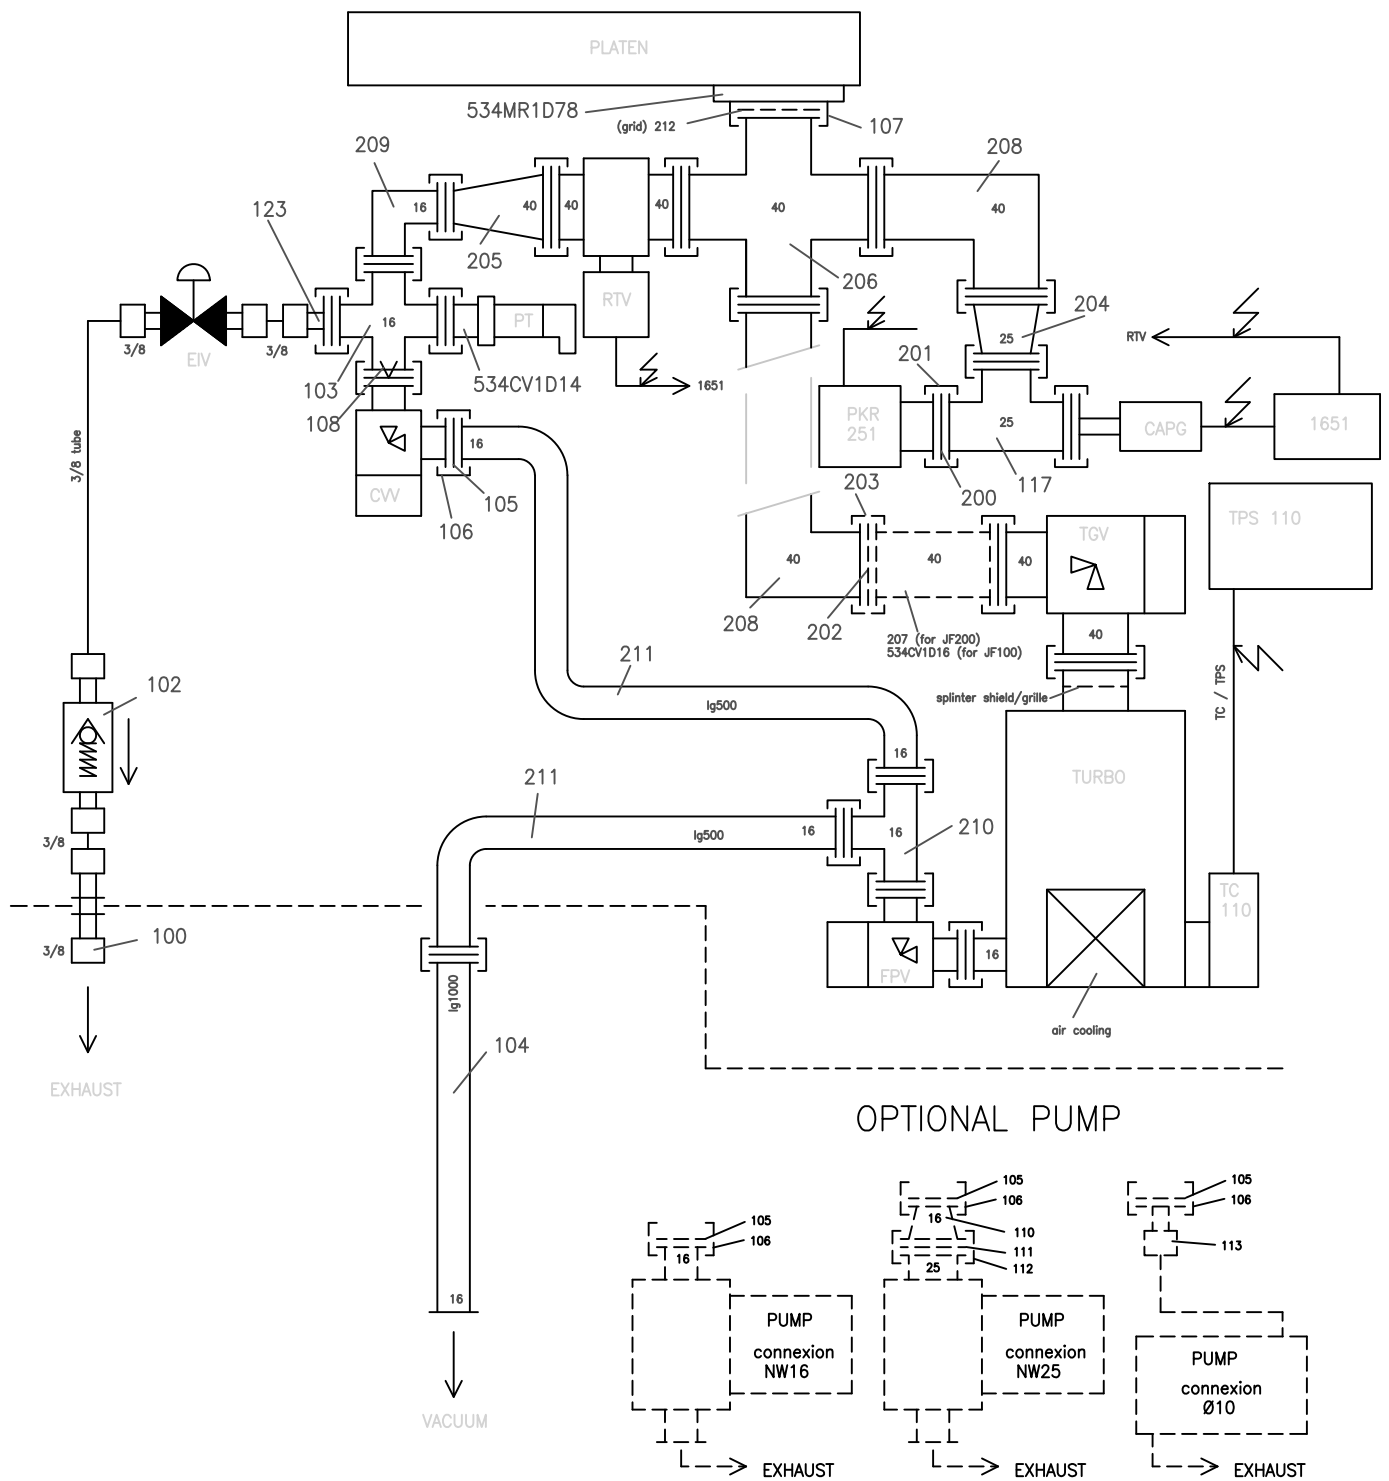 PLATEN
534MR1D78
(grid) 212
107
209
208
16
40
40
40
40
40
123
205
206
RTV
204
EIV
3/8
3/8
16
PT
25
RTV
201
103
534CV1D14
1651
108
PKR
251
25
CAPG
1651
3/8 tube
16
CVV
105
106
203
200
117
TPS 110
TGV
40
40
40
208
202
207 (for JF200)
534CV1D16 (for JF100)
40
211
102
lg500
splinter shield/grille
TC / TPS
16
TURBO
211
3/8
lg500
16
16
210
TC
110
100
3/8
FPV
16
lg1000
air cooling
104
EXHAUST
OPTIONAL PUMP
16
VACUUM
105
106
16
PUMP
connexion
NW16
EXHAUST
105
106
16
110
111
112
25
PUMP
connexion
NW25
EXHAUST
105
106
113
PUMP
connexion
Ø10
EXHAUST